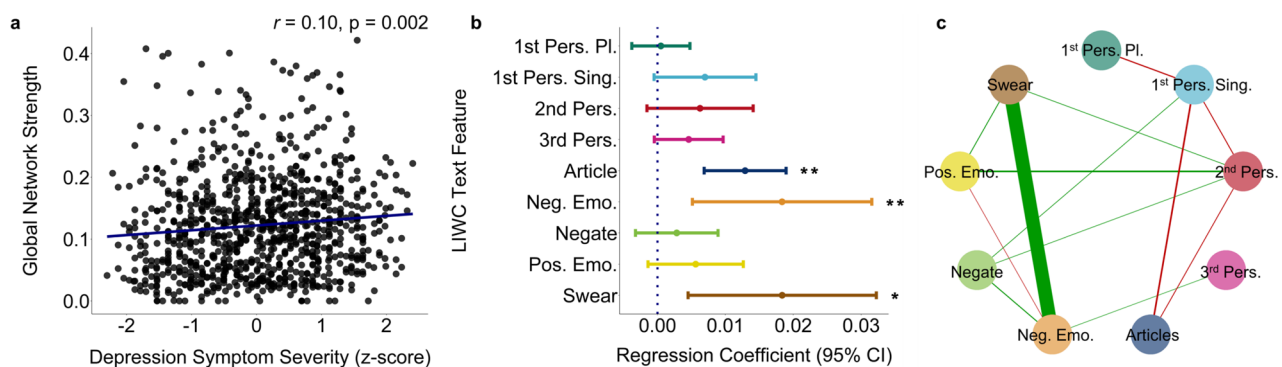 a
r = 0.10, p = 0.002
Global Network Strength
0.4
0.3
0.2
0.1
0.0
-2
-1
0
1
2
Depression Symptom Severity (z-score)
b
LIWC Text Feature
1st Pers. Pl.
1st Pers. Sing.
2nd Pers.
3rd Pers.
Article
**
Neg. Emo.
**
Negate
Pos. Emo.
Swear
*
0.00
0.01
0.02
0.03
Regression Coefficient (95% CI)
c
1st Pers. Pl.
Swear
1st Pers. Sing.
Pos. Emo.
2nd Pers.
Negate
3rd Pers.
Neg. Emo.
Articles